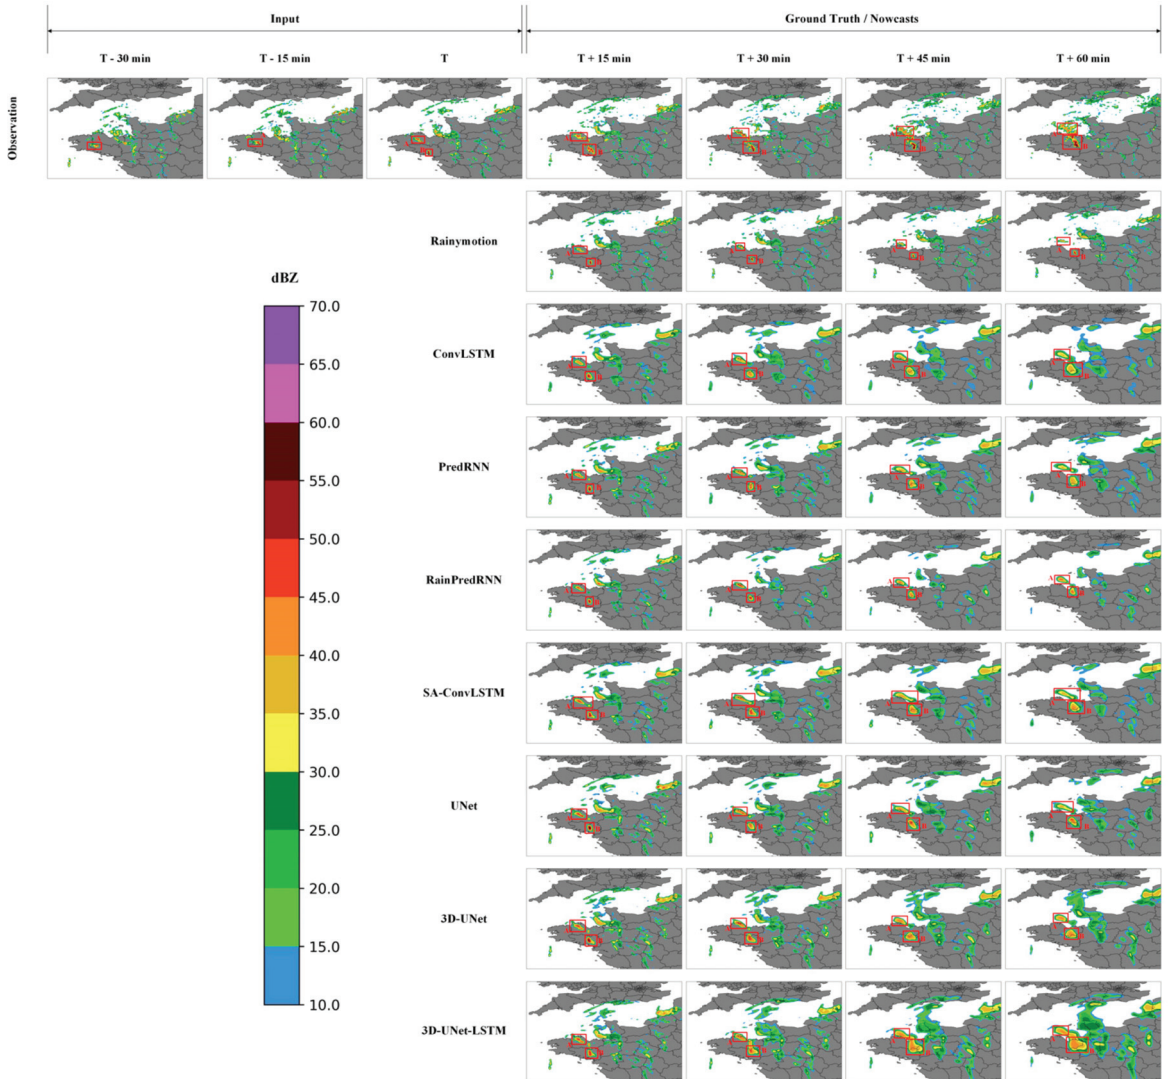 Input
Ground Truth / Nowcasts
T - 30 min
T - 15 min
T
T + 15 min
T + 30 min
T + 45 min
T + 60 min
Observation
Rainymotion
dBZ
70.0
65.0
60.0
55.0
50.0
45.0
40.0
35.0
30.0
25.0
20.0
15.0
10.0
ConvLSTM
PredRNN
RainPredRNN
SA-ConvLSTM
UNet
3D-UNet
3D-UNet-LSTM